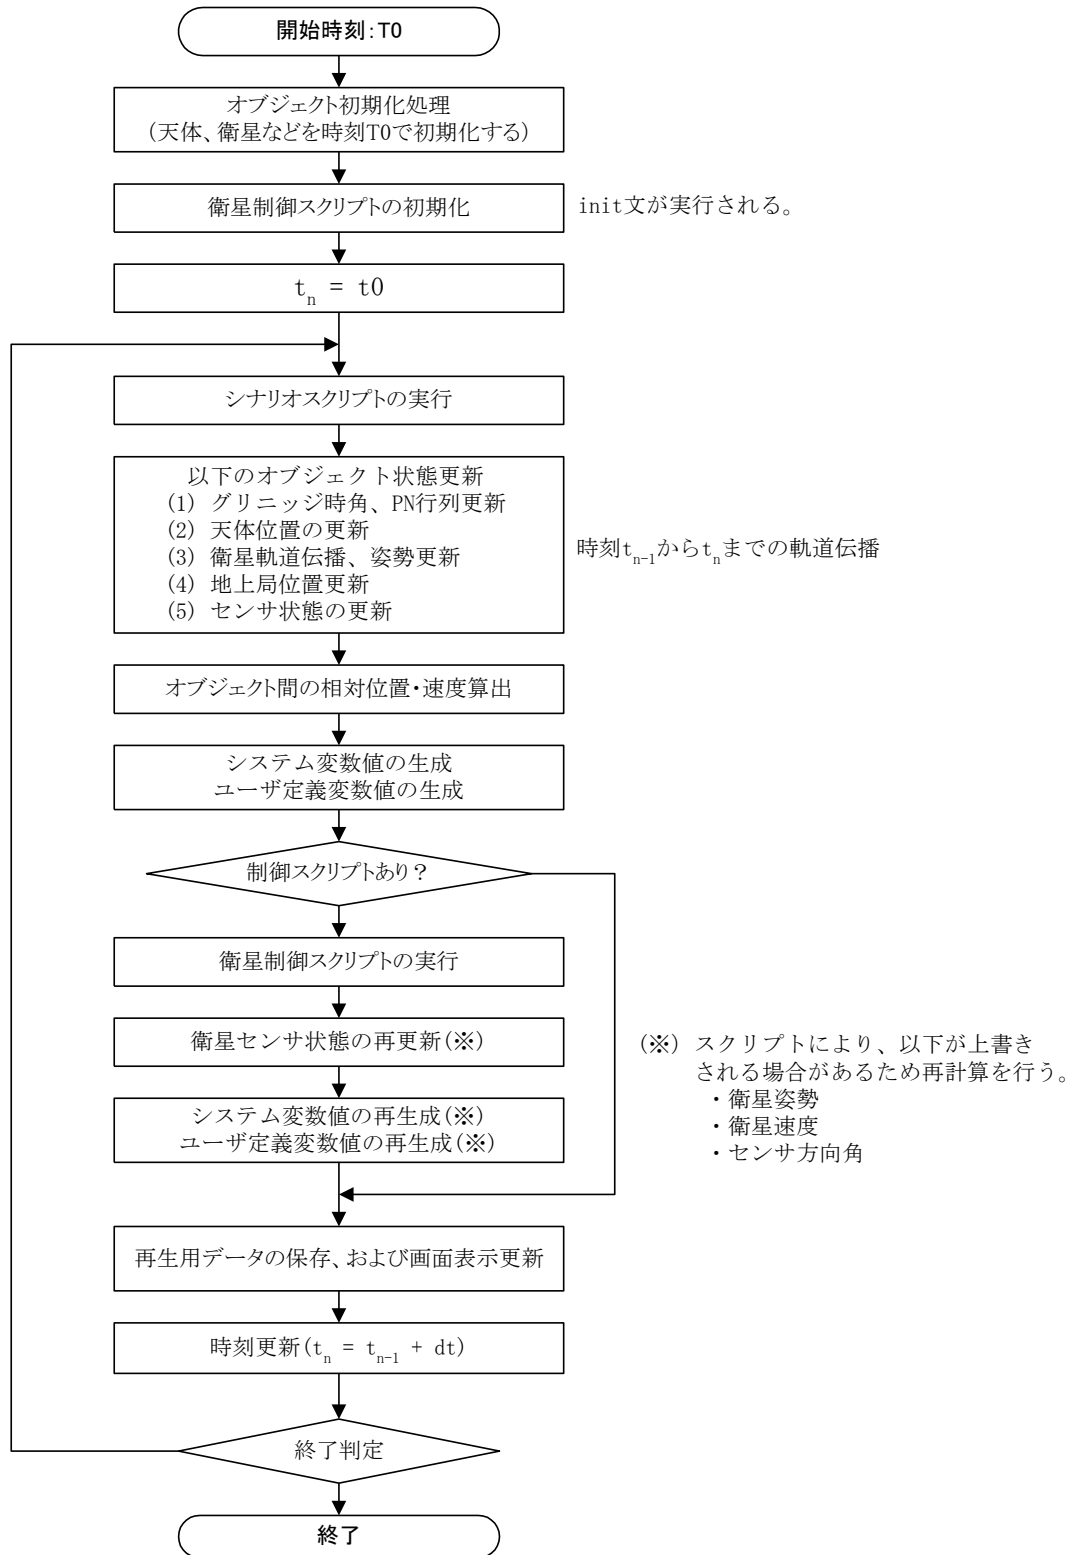 開始時刻：T0
オブジェクト初期化処理
（天体、衛星などを時刻T0で初期化する）
衛星制御スクリプトの初期化
init文が実行される。
t_n = t0
シナリオスクリプトの実行
以下のオブジェクト状態更新
(1) グリニッジ時角、PN行列更新
(2) 天体位置の更新
(3) 衛星軌道伝播、姿勢更新
(4) 地上局位置更新
(5) センサ状態の更新
時刻t_{n-1}からt_nまでの軌道伝播
オブジェクト間の相対位置・速度算出
システム変数値の生成
ユーザ定義変数値の生成
制御スクリプトあり？
衛星制御スクリプトの実行
衛星センサ状態の再更新(※)
システム変数値の再生成(※)
ユーザ定義変数値の再生成(※)
(※) スクリプトにより、以下が上書き
される場合があるため再計算を行う。
・衛星姿勢
・衛星速度
・センサ方向角
再生用データの保存、および画面表示更新
時刻更新(t_n = t_{n-1} + dt)
終了判定
終了